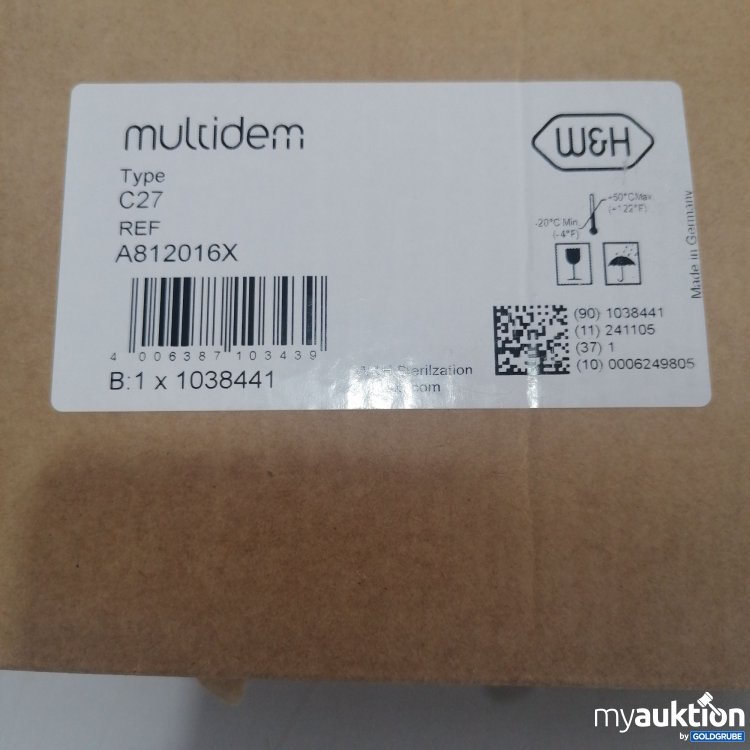 multidem
Type
C27
REF
A812016X
4 006387 103439
B:1 x 1038441
W&H
+50°C Max.
(+122°F)
-20°C Min.
(-4°F)
Made in Germany
(90) 1038441
(11) 241105
(37) 1
(10) 0006249805
Sterilzation
com
myauktion
by GOLDGRUBE